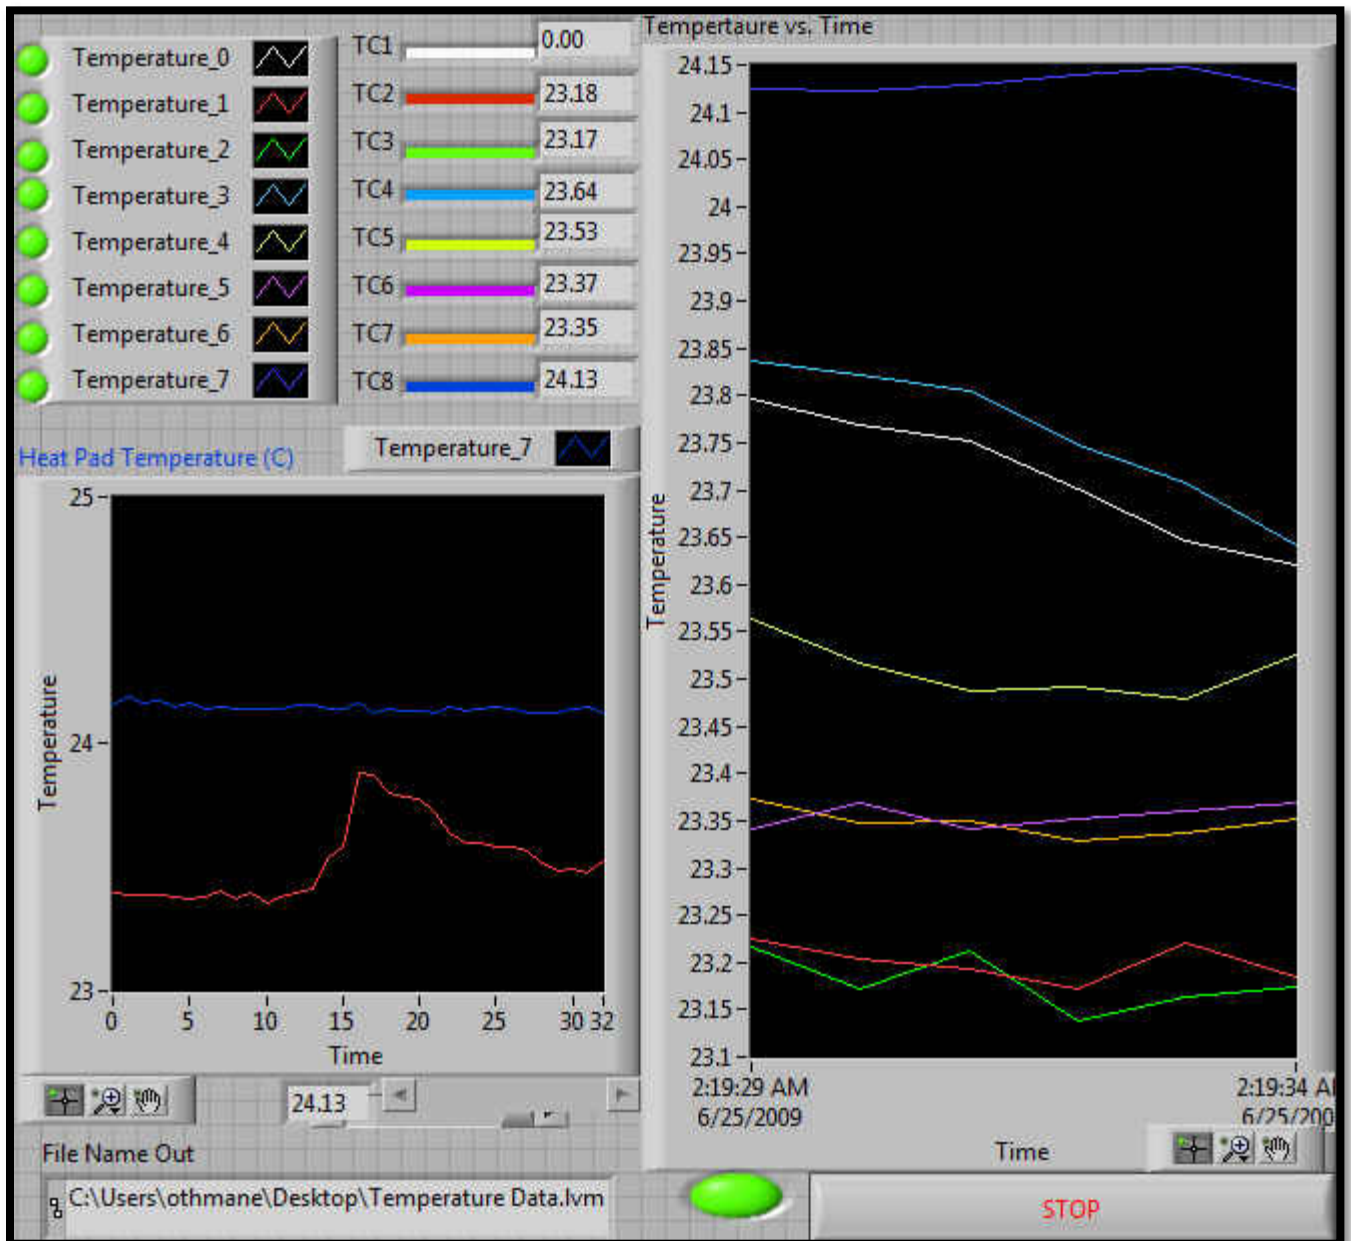 Temperature_0
Temperature_1
Temperature_2
Temperature_3
Temperature_4
Temperature_5
Temperature_6
Temperature_7
TC1 0.00
TC2 23.18
TC3 23.17
TC4 23.64
TC5 23.53
TC6 23.37
TC7 23.35
TC8 24.13
Heat Pad Temperature (C)
Temperature_7
25
24
23
Temperature
0 5 10 15 20 25 30 32
Time
24.13
File Name Out
C:\Users\othmane\Desktop\Temperature Data.lvm
Tempertaure vs. Time
24.15
24.1
24.05
24
23.95
23.9
23.85
23.8
23.75
23.7
23.65
23.6
23.55
23.5
23.45
23.4
23.35
23.3
23.25
23.2
23.15
23.1
Temperature
2:19:29 AM 2:19:34 A
6/25/2009 6/25/200
Time
STOP